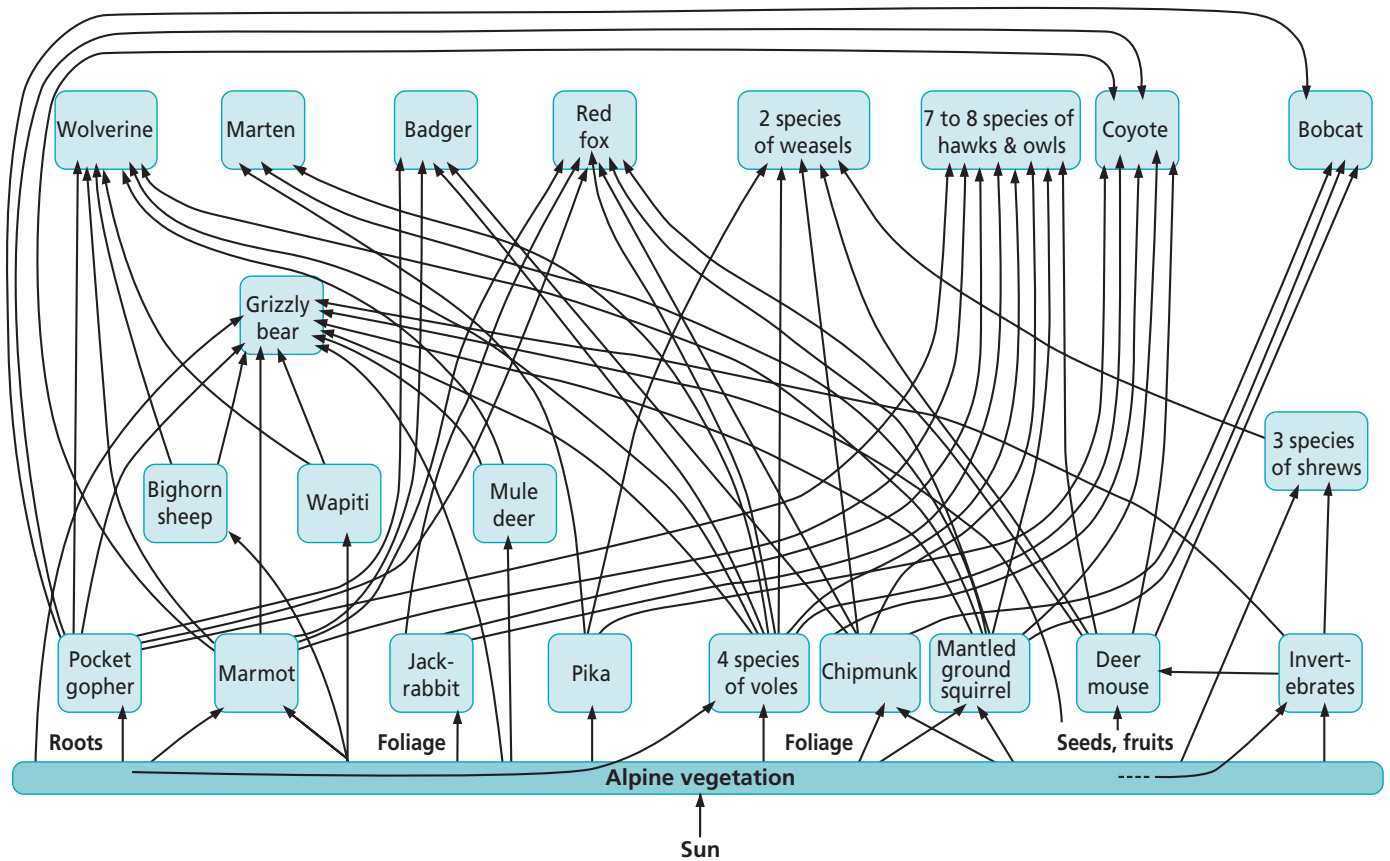 Wolverine
Marten
Badger
Red
fox
2 species
of weasels
7 to 8 species of
hawks & owls
Coyote
Bobcat
Grizzly
bear
3 species
of shrews
Bighorn
sheep
Wapiti
Mule
deer
Pocket
gopher
Marmot
Jack-
rabbit
Pika
4 species
of voles
Chipmunk
Mantled
ground
squirrel
Deer
mouse
Invert-
ebrates
Roots
Foliage
Foliage
Seeds, fruits
Alpine vegetation
Sun